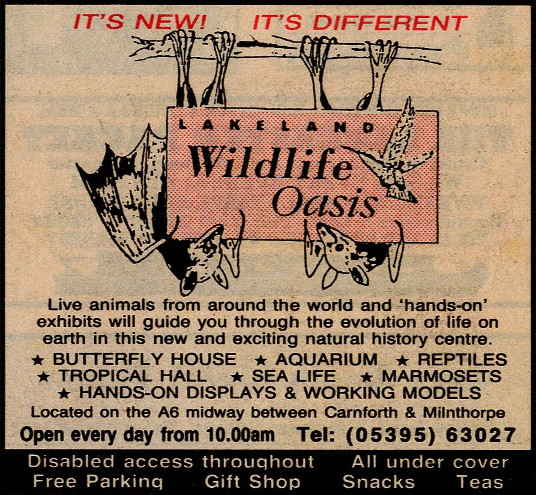 IT'S NEW! IT'S DIFFERENT
LAKELAND
Wildlife
Oasis
Live animals from around the world and 'hands-on'
exhibits will guide you through the evolution of life on
earth in this new and exciting natural history centre.
★ BUTTERFLY HOUSE ★ AQUARIUM ★ REPTILES
★ TROPICAL HALL ★ SEA LIFE ★ MARMOSETS
★ HANDS-ON DISPLAYS & WORKING MODELS
Located on the A6 midway between Carnforth & Milnthorpe
Open every day from 10.00am Tel: (05395) 63027
Disabled access throughout All under cover
Free Parking Gift Shop Snacks Teas